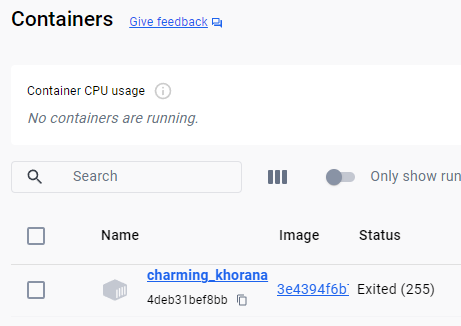 Containers Give feedback
Container CPU usage
No containers are running.
Search Only show run
Name Image Status
charming_khorana
4deb31bef8bb 3e4394f6b Exited (255)